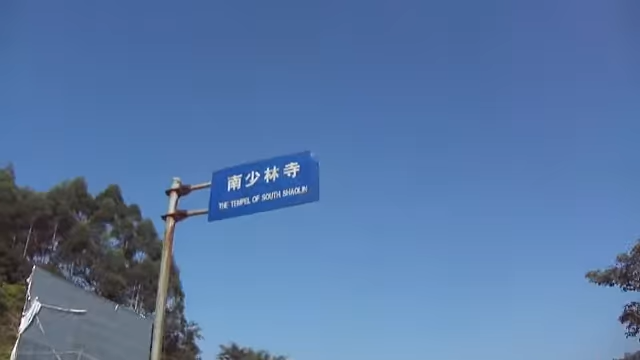 南少林寺
THE TEMPEL OF SOUTH SHAOLIN